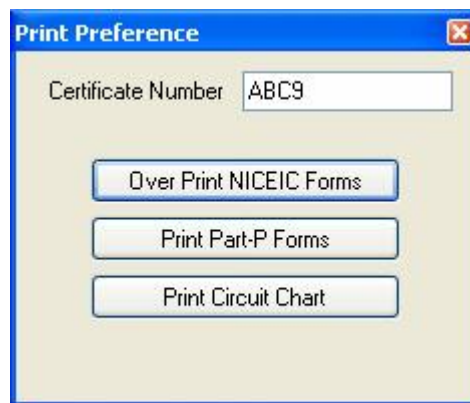 Print Preference
Certificate Number ABC9
Over Print NICEIC Forms
Print Part-P Forms
Print Circuit Chart